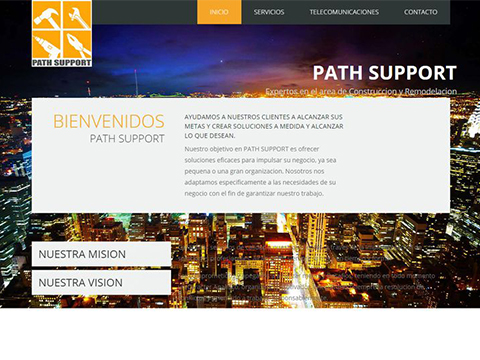 PATH SUPPORT
INICIO SERVICIOS TELECOMUNICACIONES CONTACTO
PATH SUPPORT
Expertos en el area de Construccion y Remodelacion
BIENVENIDOS
PATH SUPPORT
AYUDAMOS A NUESTROS CLIENTES A ALCANZAR SUS
METAS Y CREAR SOLUCIONES A MEDIDA Y ALCANZAR
LO QUE DESEAN.
Nuestro objetivo en PATH SUPPORT es ofrecer
soluciones eficaces para impulsar su negocio, ya sea
pequena o una gran organizacion. Nosotros nos
adaptamos especificamente a las necesidades de su
negocio con el fin de garantizar nuestro trabajo.
NUESTRA MISION
NUESTRA VISION
en todo momento